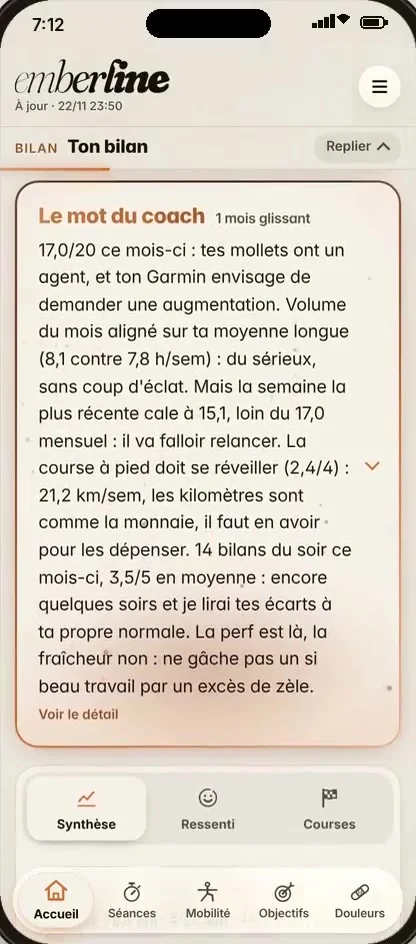 7:12
emberline
À jour · 22/11 23:50
BILAN Ton bilan
Replier
Le mot du coach 1 mois glissant
17,0/20 ce mois-ci : tes mollets ont un
agent, et ton Garmin envisage de
demander une augmentation. Volume
du mois aligné sur ta moyenne longue
(8,1 contre 7,8 h/sem) : du sérieux,
sans coup d'éclat. Mais la semaine la
plus récente cale à 15,1, loin du 17,0
mensuel : il va falloir relancer. La
course à pied doit se réveiller (2,4/4) :
21,2 km/sem, les kilomètres sont
comme la monnaie, il faut en avoir
pour les dépenser. 14 bilans du soir ce
mois-ci, 3,5/5 en moyenne : encore
quelques soirs et je lirai tes écarts à
ta propre normale. La perf est là, la
fraîcheur non : ne gâche pas un si
beau travail par un excès de zèle.
Voir le détail
Synthèse
Ressenti
Courses
Accueil
Séances
Mobilité
Objectifs
Douleurs